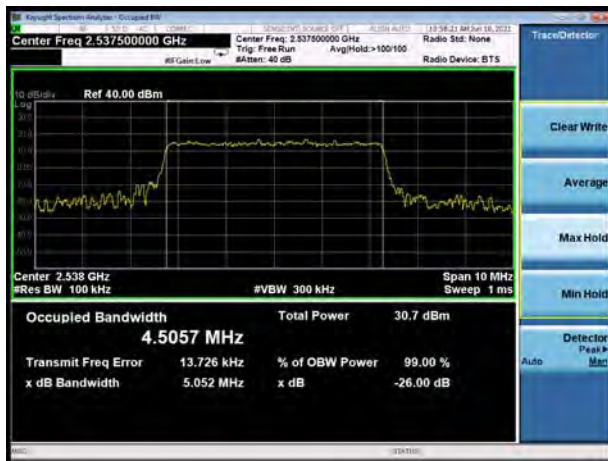 Keysight Spectrum Analyzer - Occupied BW
Center Freq 2.537500000 GHz
Center Freq: 2.537500000 GHz
Radio Std: None
Trig: Free Run
Avg|Hold:>100/100
#IFGain:Low
#Atten: 40 dB
Radio Device: BTS
10 dB/div
Ref 40.00 dBm
Log
Center 2.538 GHz
Span 10 MHz
#Res BW 100 kHz
#VBW 300 kHz
Sweep 1 ms
Occupied Bandwidth
4.5057 MHz
Total Power
30.7 dBm
Transmit Freq Error
13.726 kHz
% of OBW Power
99.00 %
x dB Bandwidth
5.052 MHz
x dB
-26.00 dB
MSG
STATUS
Trace/Detector
Clear Write
Average
Max Hold
Min Hold
Detector
Peak
Auto
Man